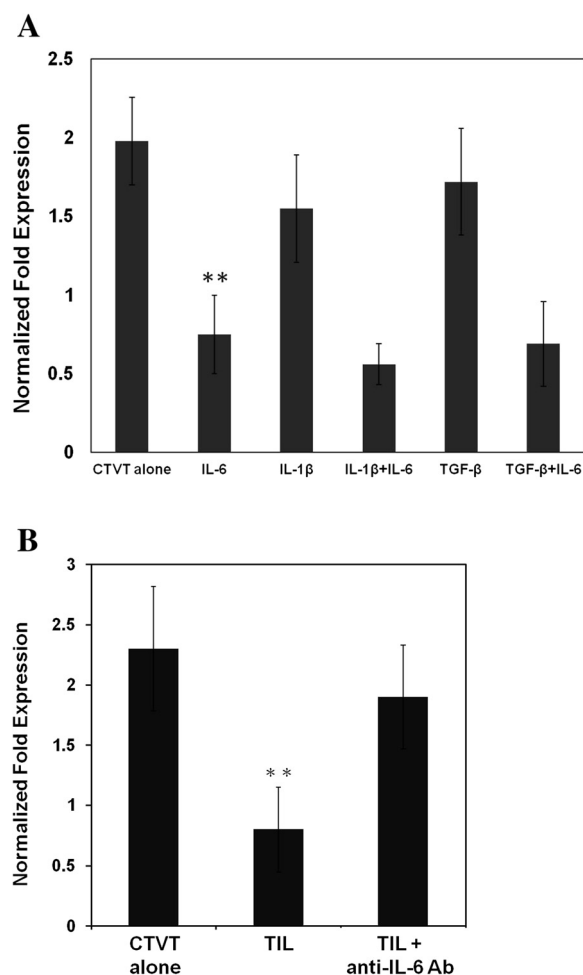 A
Normalized Fold Expression
2.5
2
1.5
1
0.5
0
**
CTVT alone
IL-6
IL-1β
IL-1β+IL-6
TGF-β
TGF-β+IL-6
B
Normalized Fold Expression
3
2.5
2
1.5
1
0.5
0
**
CTVT
alone
TIL
TIL +
anti-IL-6 Ab